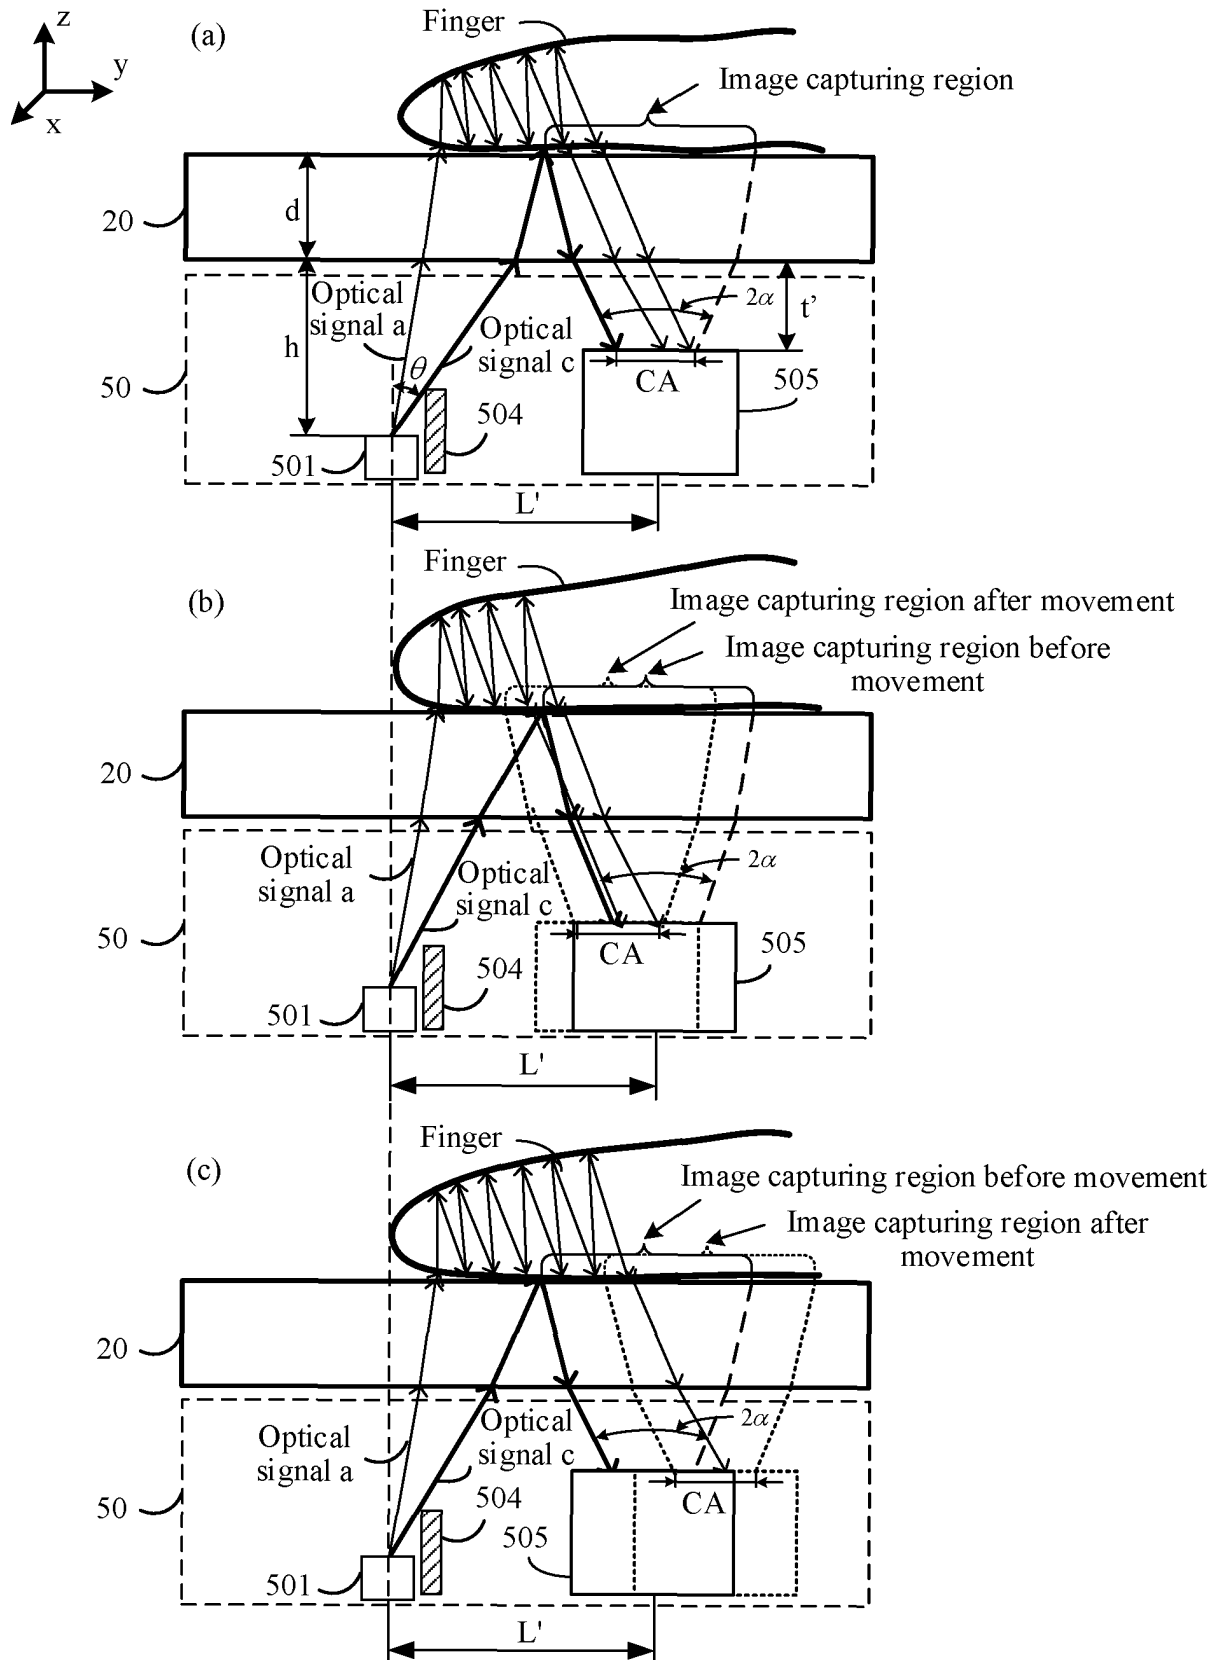 z
y
x
(a)
Finger
Image capturing region
20
d
h
Optical
signal a
Optical
signal c
θ
2α
t’
50
CA
505
504
501
L'
(b)
Finger
Image capturing region after movement
Image capturing region before
movement
20
Optical
signal a
Optical
signal c
2α
50
CA
505
504
501
L'
(c)
Finger
Image capturing region before movement
Image capturing region after
movement
20
Optical
signal a
Optical
signal c
2α
50
504
CA
505
501
L'